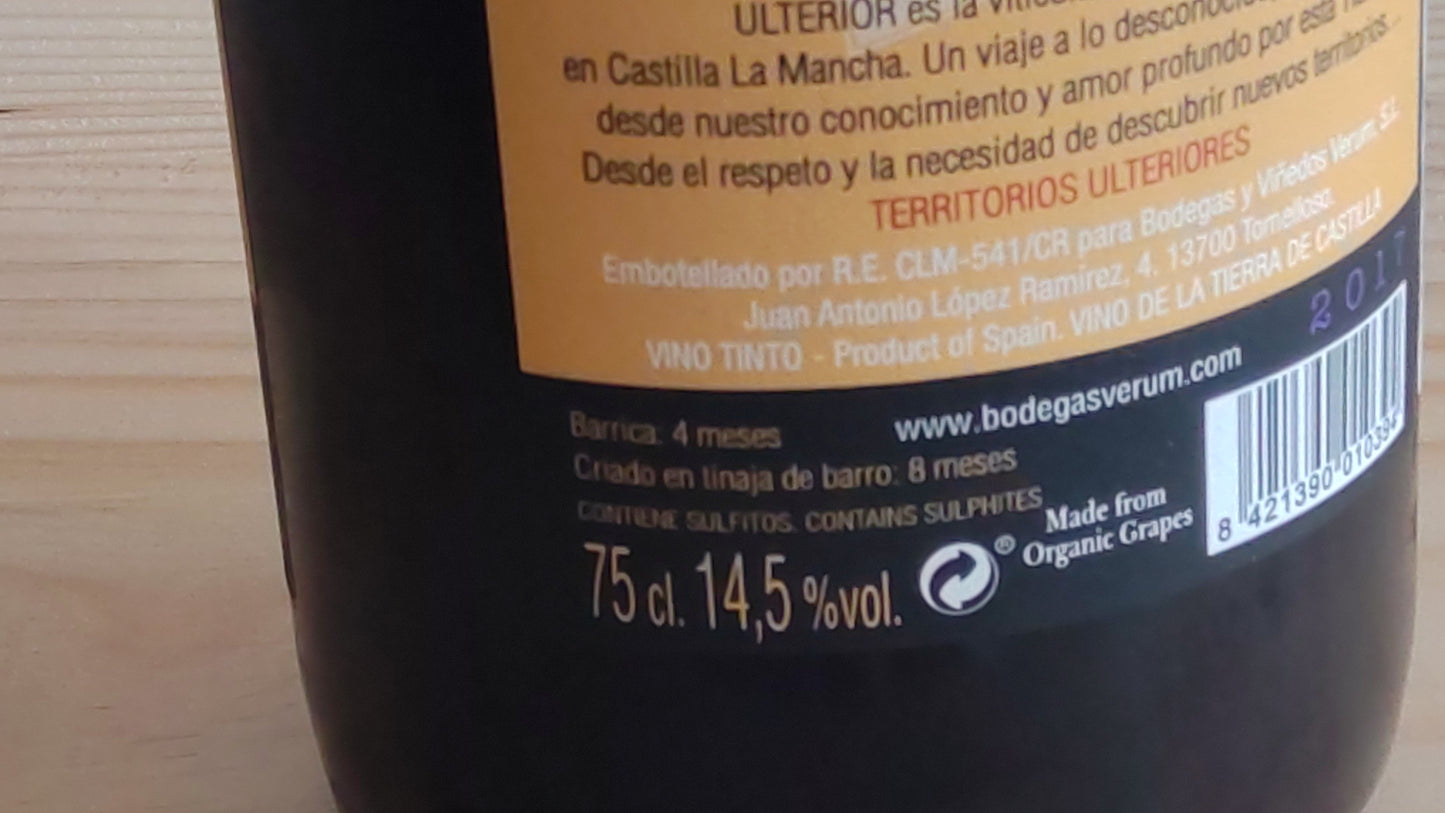 ULTERIOR es la
en Castilla La Mancha. Un viaje a lo
desde nuestro conocimiento y amor profundo por esta
Desde el respeto y la necesidad de descubrir nuevos territorios...
TERRITORIOS ULTERIORES
Embotellado por R.E. CLM-541/CR para Bodegas y Viñedos Verum, S.L.
Juan Antonio López Ramírez, 4. 13700 Tomelloso.
VINO TINTO - Product of Spain. VINO DE LA TIERRA DE CASTILLA
2017
www.bodegasverum.com
Barrica: 4 meses
Criado en tinaja de barro: 8 meses
CONTIENE SULFITOS. CONTAINS SULPHITES
Made from
Organic Grapes
75 cl. 14,5 %vol.
®
8 421390 010394